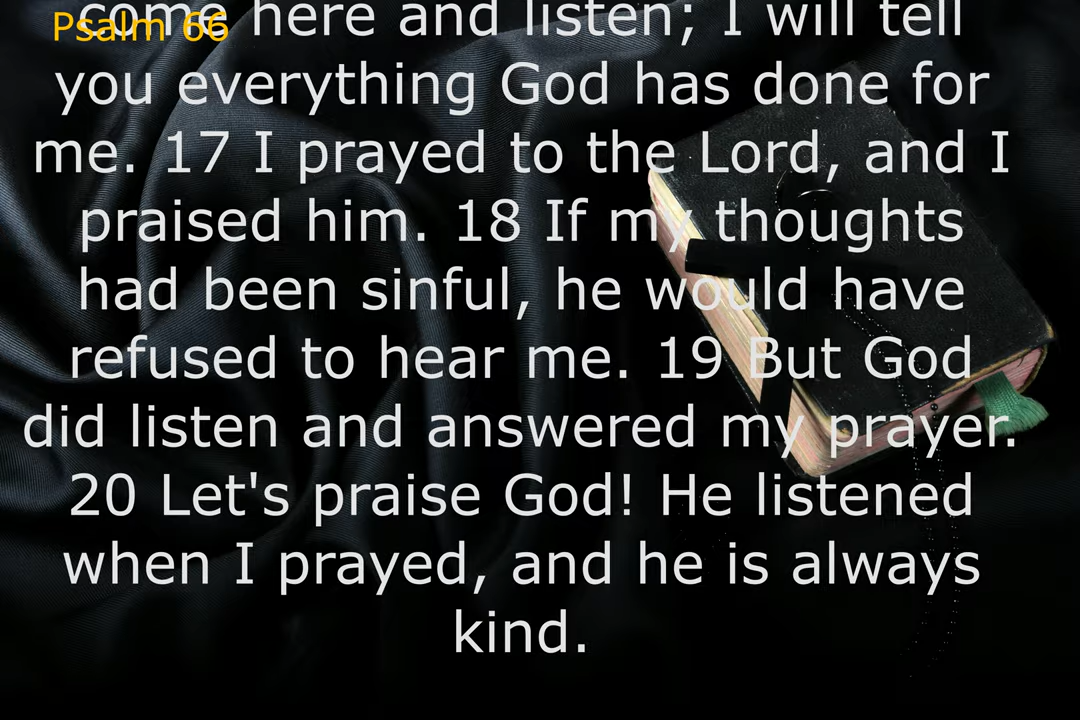 Psalm 66
come here and listen; I will tell
you everything God has done for
me. 17 I prayed to the Lord, and I
praised him. 18 If my thoughts
had been sinful, he would have
refused to hear me. 19 But God
did listen and answered my prayer.
20 Let's praise God! He listened
when I prayed, and he is always
kind.